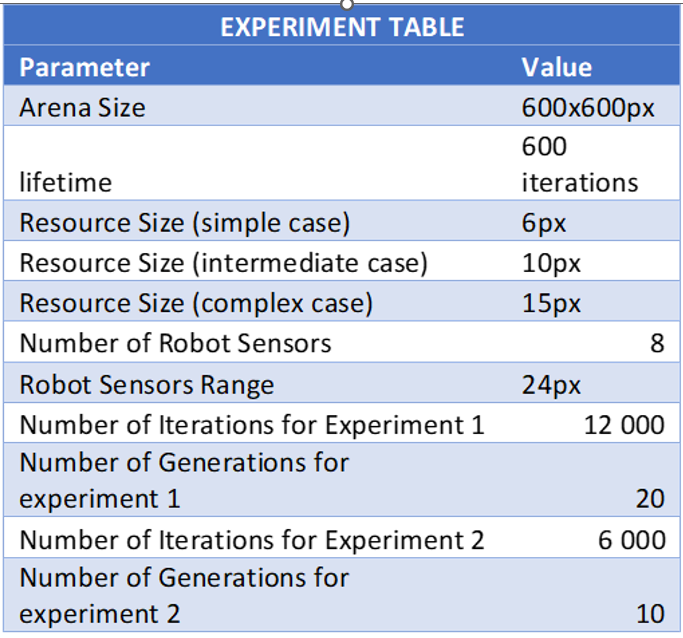 EXPERIMENT TABLE
Parameter Value
Arena Size 600x600px
lifetime 600
iterations
Resource Size (simple case) 6px
Resource Size (intermediate case) 10px
Resource Size (complex case) 15px
Number of Robot Sensors 8
Robot Sensors Range 24px
Number of Iterations for Experiment 1 12 000
Number of Generations for
experiment 1 20
Number of Iterations for Experiment 2 6 000
Number of Generations for
experiment 2 10